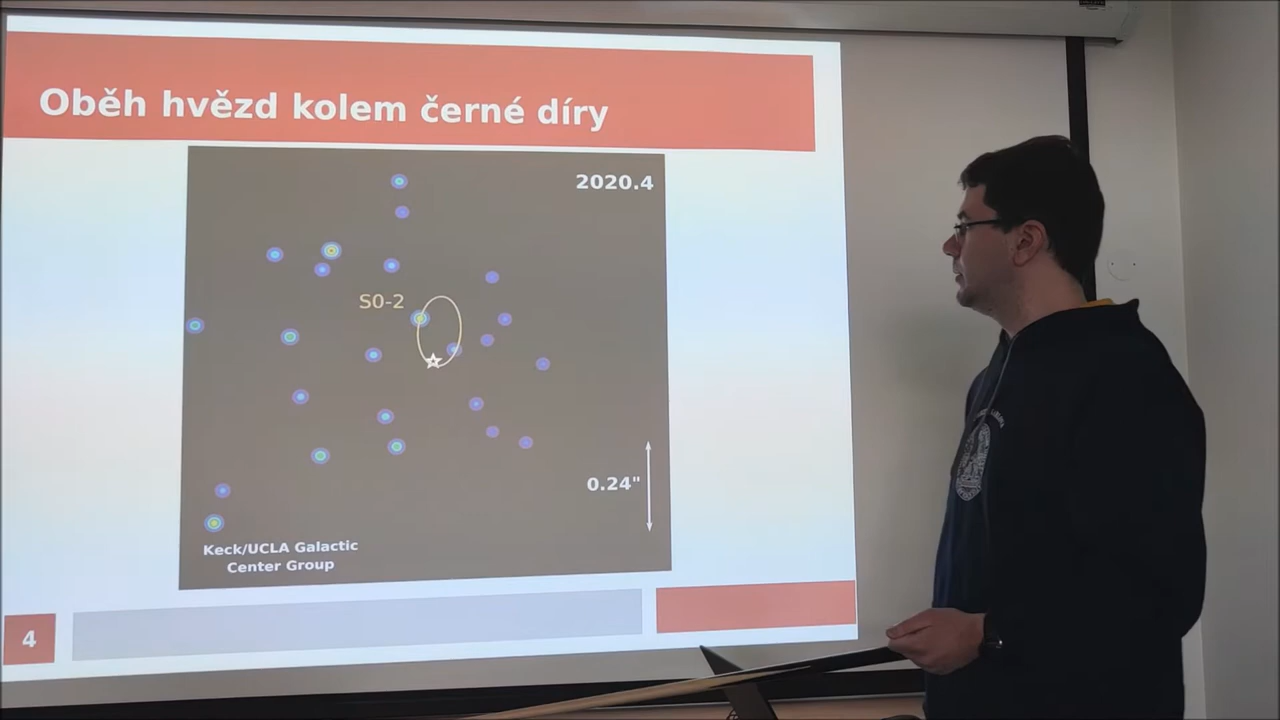 Oběh hvězd kolem černé díry
2020.4
S0-2
0.24"
Keck/UCLA Galactic
Center Group
4